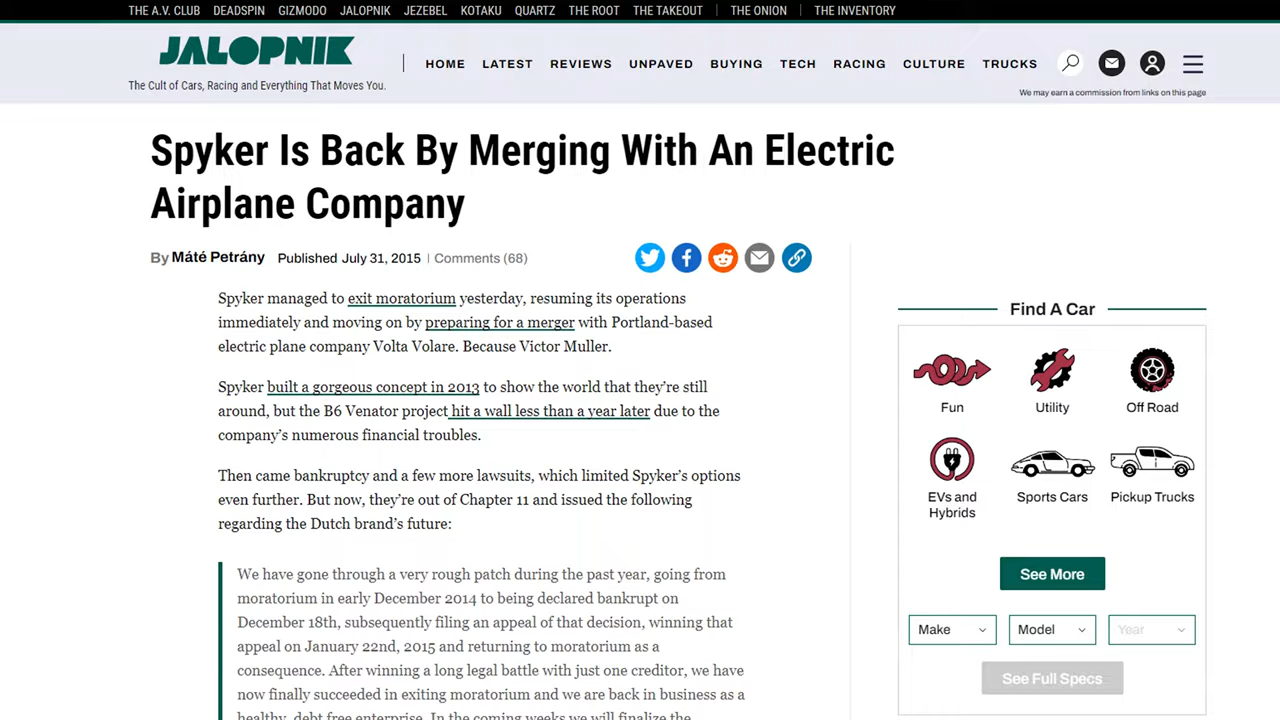 THE A.V. CLUB DEADSPIN GIZMODO JALOPNIK JEZEBEL KOTAKU QUARTZ THE ROOT THE TAKEOUT THE ONION THE INVENTORY
JALOPNIK
The Cult of Cars, Racing and Everything That Moves You.
HOME LATEST REVIEWS UNPAVED BUYING TECH RACING CULTURE TRUCKS
We may earn a commission from links on this page
Spyker Is Back By Merging With An Electric
Airplane Company
By Máté Petrány Published July 31, 2015 | Comments (68)
Spyker managed to exit moratorium yesterday, resuming its operations
immediately and moving on by preparing for a merger with Portland-based
electric plane company Volta Volare. Because Victor Muller.
Spyker built a gorgeous concept in 2013 to show the world that they're still
around, but the B6 Venator project hit a wall less than a year later due to the
company's numerous financial troubles.
Then came bankruptcy and a few more lawsuits, which limited Spyker's options
even further. But now, they're out of Chapter 11 and issued the following
regarding the Dutch brand's future:
We have gone through a very rough patch during the past year, going from
moratorium in early December 2014 to being declared bankrupt on
December 18th, subsequently filing an appeal of that decision, winning that
appeal on January 22nd, 2015 and returning to moratorium as a
consequence. After winning a long legal battle with just one creditor, we have
now finally succeeded in exiting moratorium and we are back in business as a
healthy, debt free enterprise. In the coming weeks we will finalize the
Find A Car
Fun Utility Off Road
EVs and
Hybrids
Sports Cars Pickup Trucks
See More
Make Model Year
See Full Specs